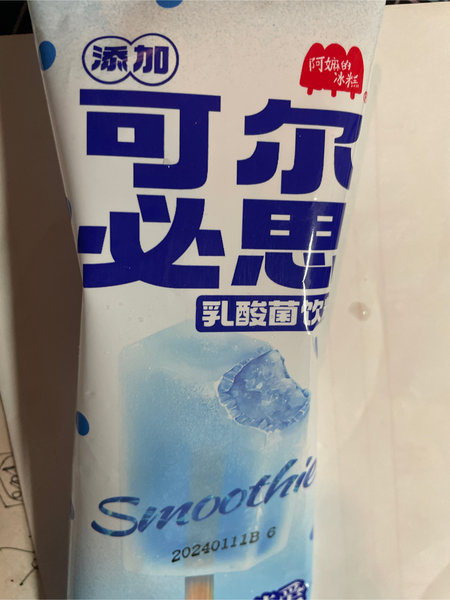 添加
阿嬷的
冰糕
可尔
必思
乳酸菌饮
Smoothie
20240111B 6